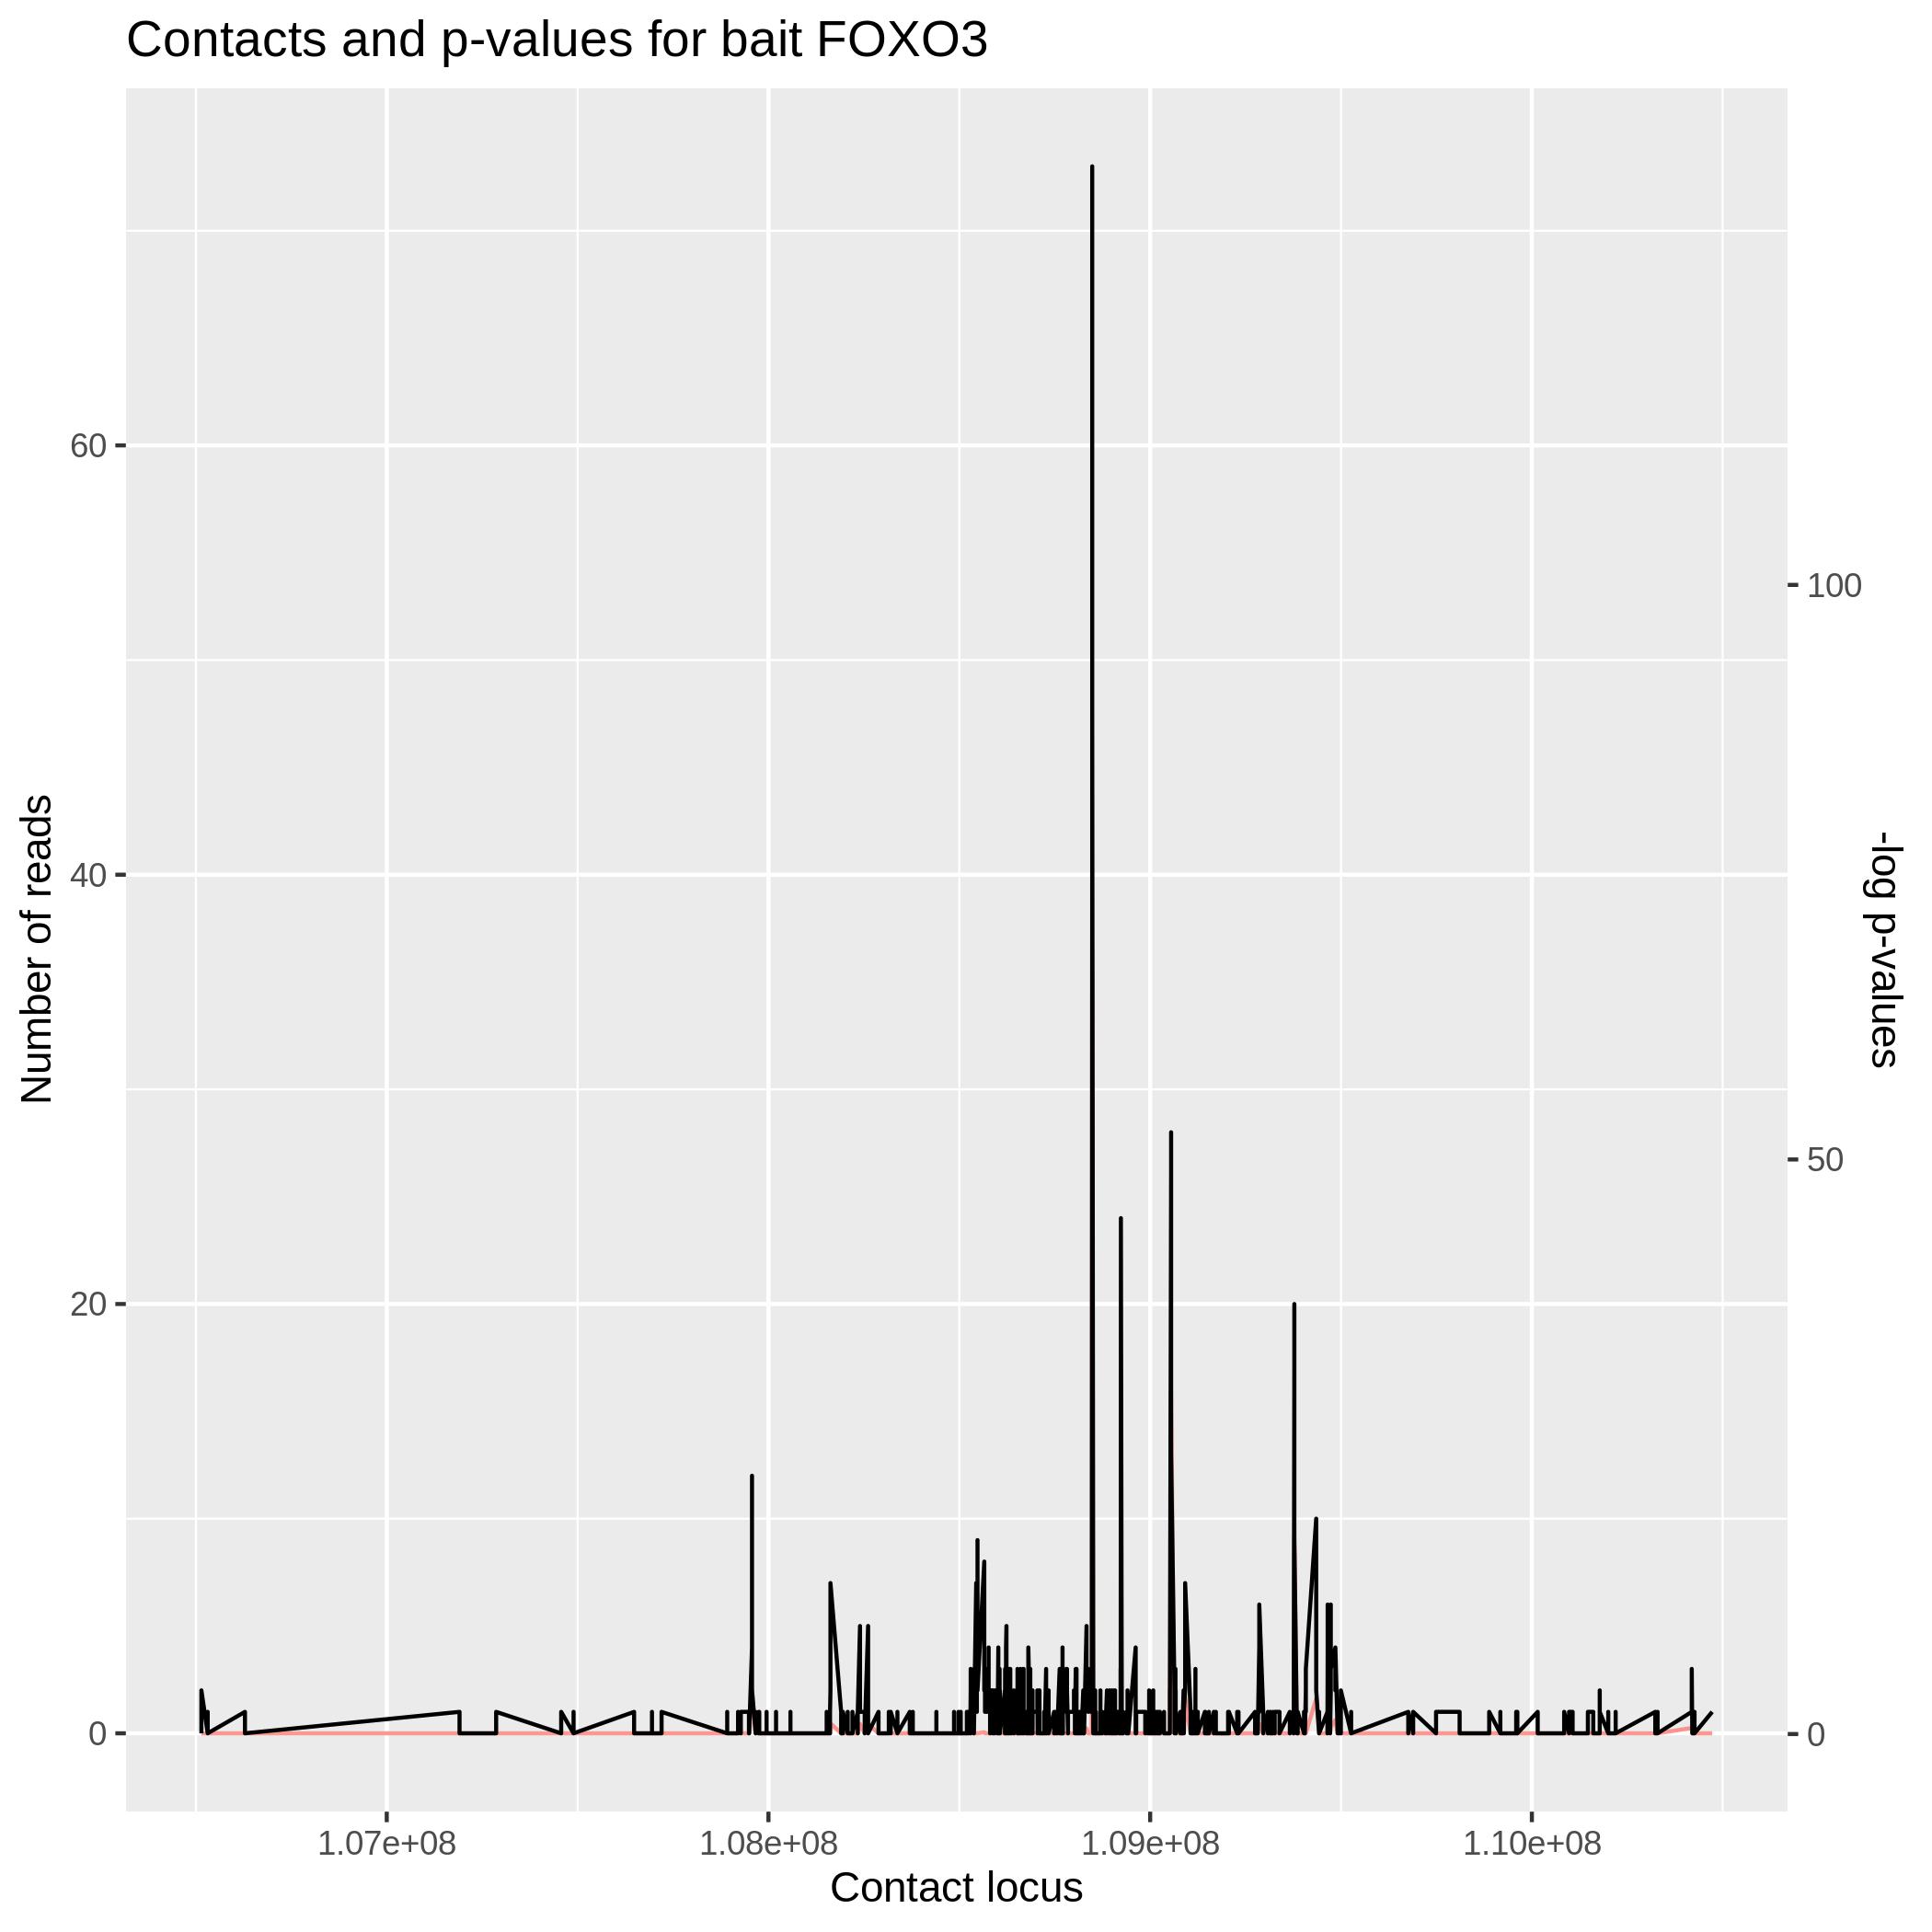 Contacts and p-values for bait FOXO3
Number of reads
60
40
20
0
100
50
0
-log p-values
1.07e+08
1.08e+08
1.09e+08
1.10e+08
Contact locus